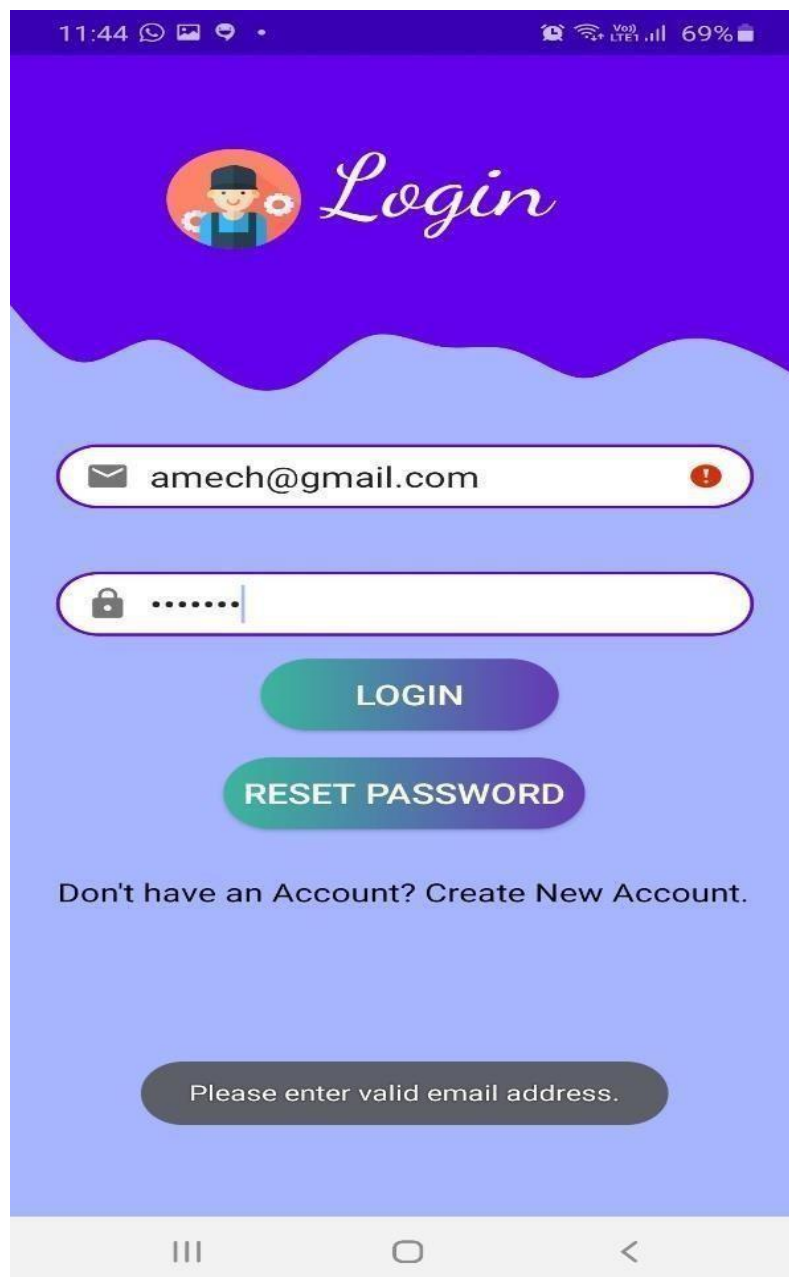 11:44 69%
Login
amech@gmail.com
•••••••
LOGIN
RESET PASSWORD
Don't have an Account? Create New Account.
Please enter valid email address.